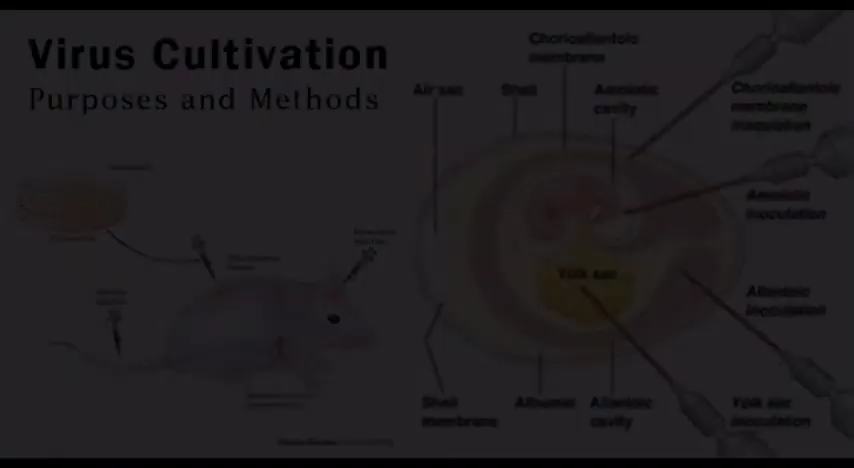 Virus Cultivation
Purposes and Methods
Chorioallantoic
membrane
Air sac
Shell
Amniotic
cavity
Chorioallantoic
membrane
inoculation
Amniotic
inoculation
Yolk sac
Allantoic
inoculation
Shell
membrane
Albumin
Allantoic
cavity
Yolk sac
inoculation